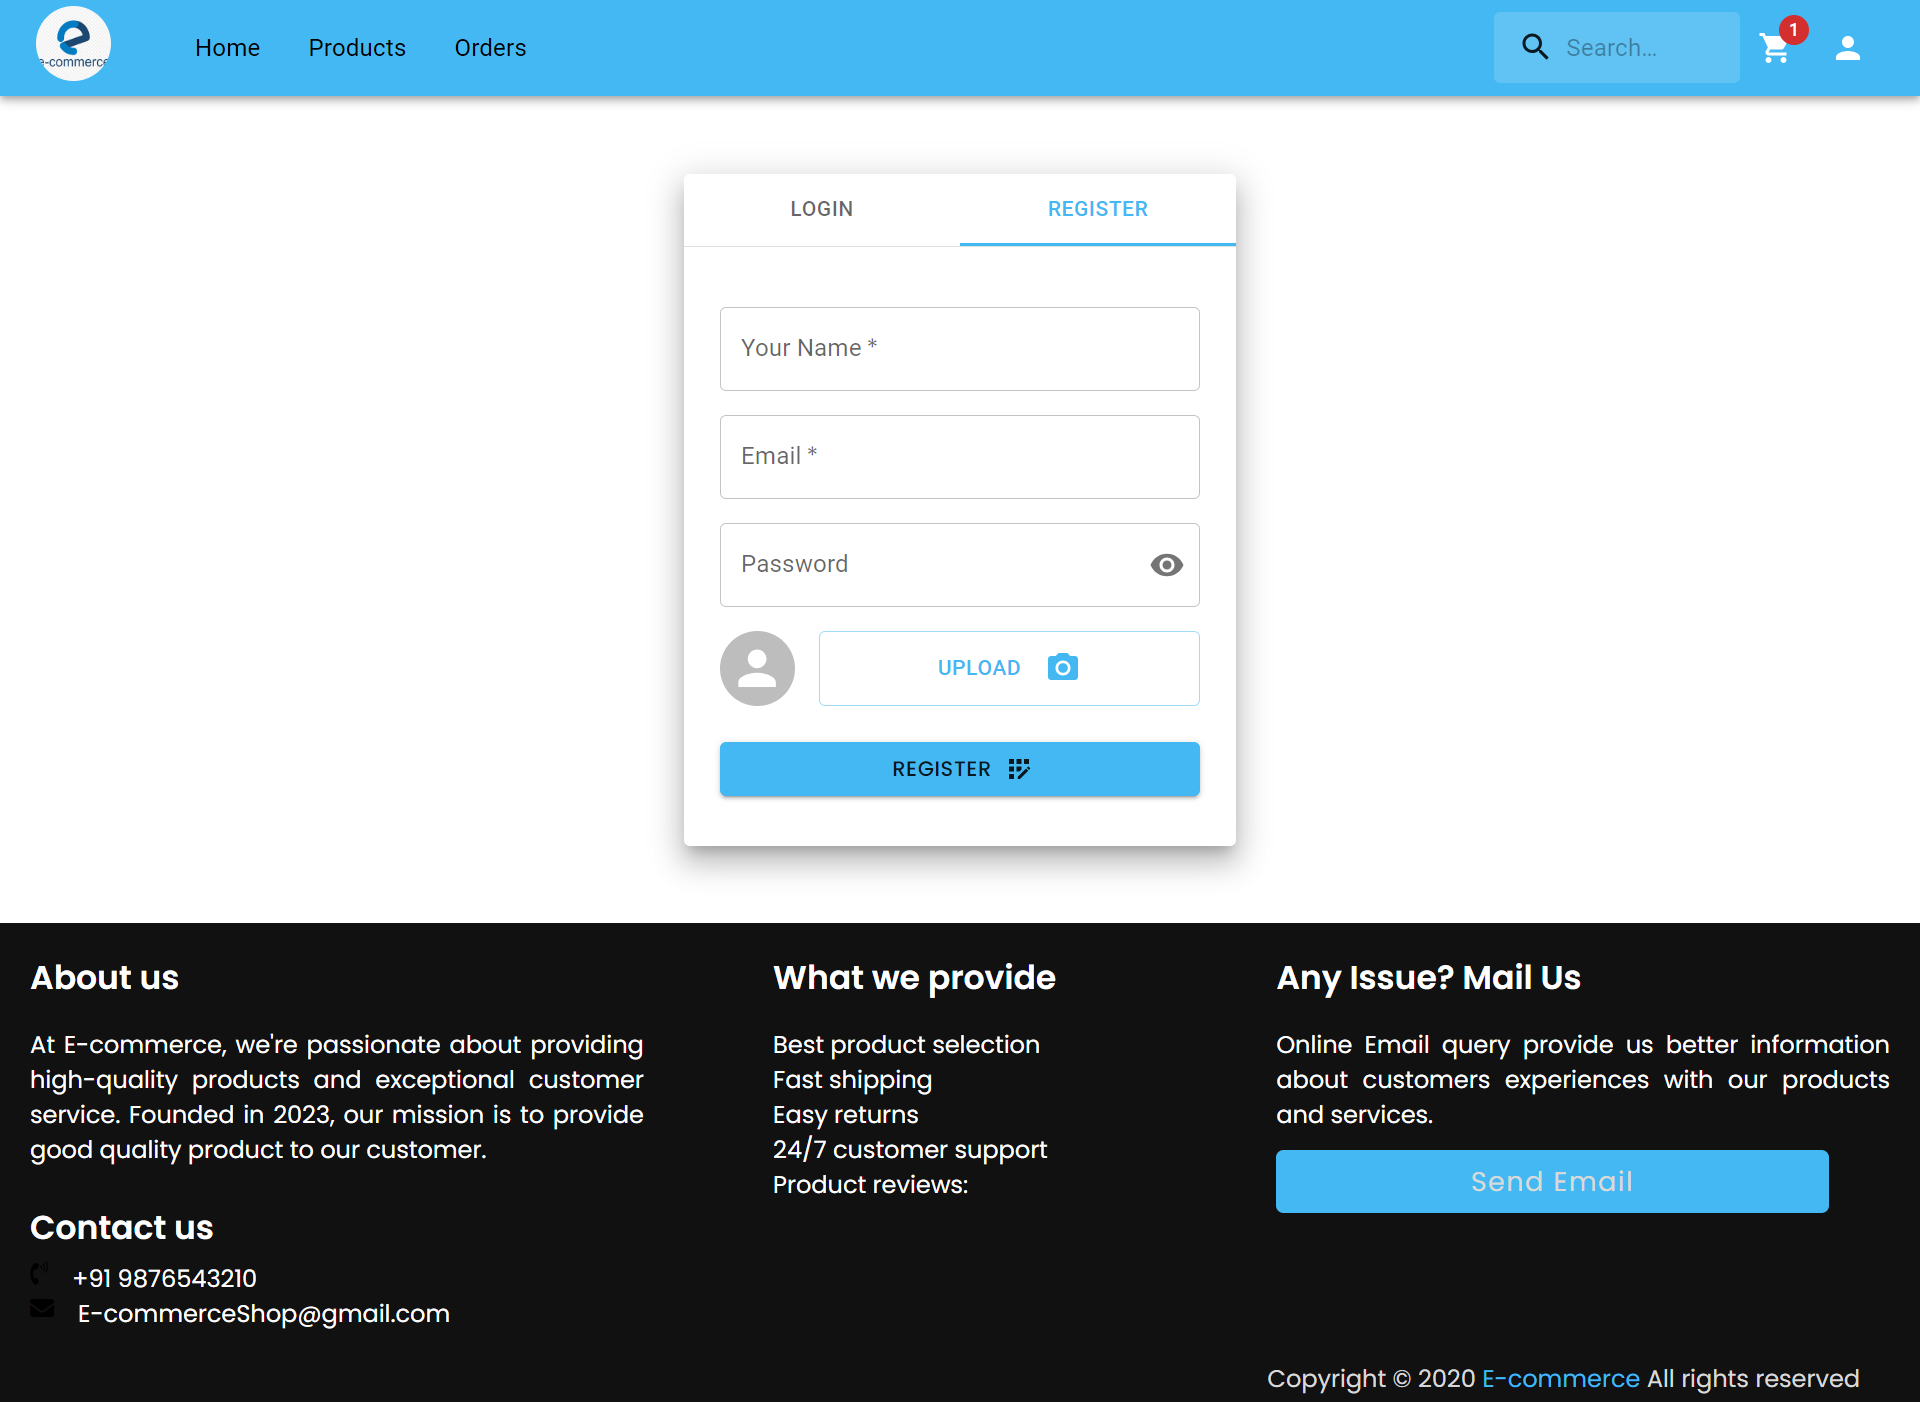 e-commerce
Home Products Orders
Search...
1
LOGIN REGISTER
Your Name *
Email *
Password
UPLOAD
REGISTER
About us
At E-commerce, we're passionate about providing
high-quality products and exceptional customer
service. Founded in 2023, our mission is to provide
good quality product to our customer.
Contact us
+91 9876543210
E-commerceShop@gmail.com
What we provide
Best product selection
Fast shipping
Easy returns
24/7 customer support
Product reviews:
Any Issue? Mail Us
Online Email query provide us better information
about customers experiences with our products
and services.
Send Email
Copyright © 2020 E-commerce All rights reserved